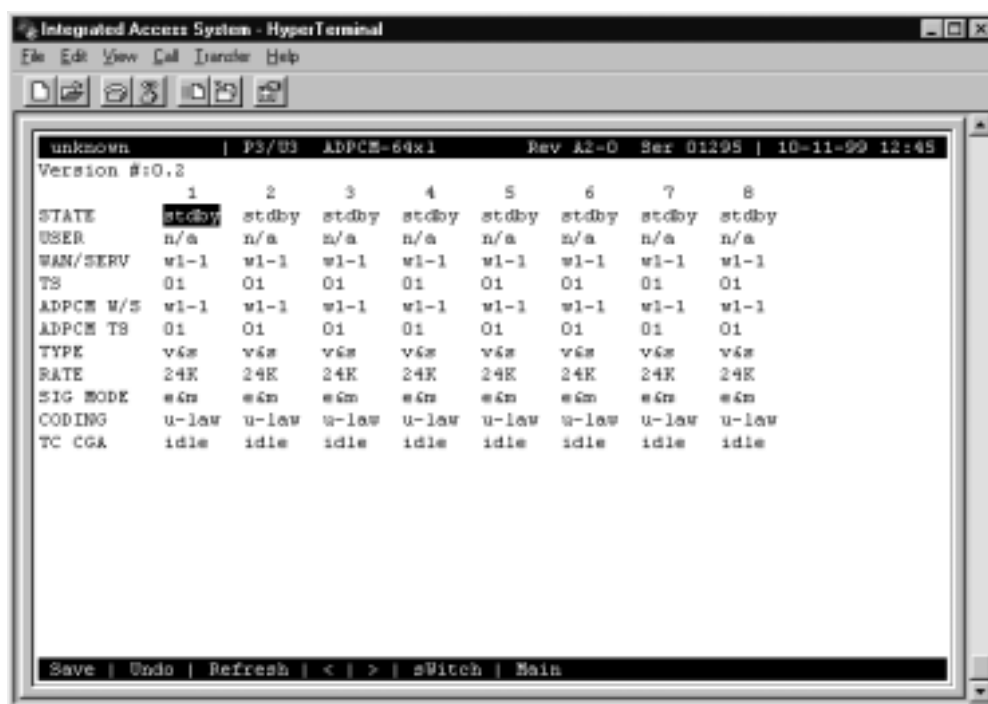 Integrated Access System - HyperTerminal
File Edit View Call Transfer Help
unknown | P3/U3 ADPCM-64x1 Rev A2-0 Ser 01295 | 10-11-99 12:45
Version #:0.2
1 2 3 4 5 6 7 8
STATE stdby stdby stdby stdby stdby stdby stdby stdby
USER n/a n/a n/a n/a n/a n/a n/a n/a
WAN/SERV w1-1 w1-1 w1-1 w1-1 w1-1 w1-1 w1-1 w1-1
TS 01 01 01 01 01 01 01 01
ADPCM W/S w1-1 w1-1 w1-1 w1-1 w1-1 w1-1 w1-1 w1-1
ADPCM TS 01 01 01 01 01 01 01 01
TYPE v&s v&s v&s v&s v&s v&s v&s v&s
RATE 24K 24K 24K 24K 24K 24K 24K 24K
SIG MODE e&m e&m e&m e&m e&m e&m e&m e&m
CODING u-law u-law u-law u-law u-law u-law u-law u-law
TC CGA idle idle idle idle idle idle idle idle
Save | Undo | Refresh | < | > | sWitch | Main